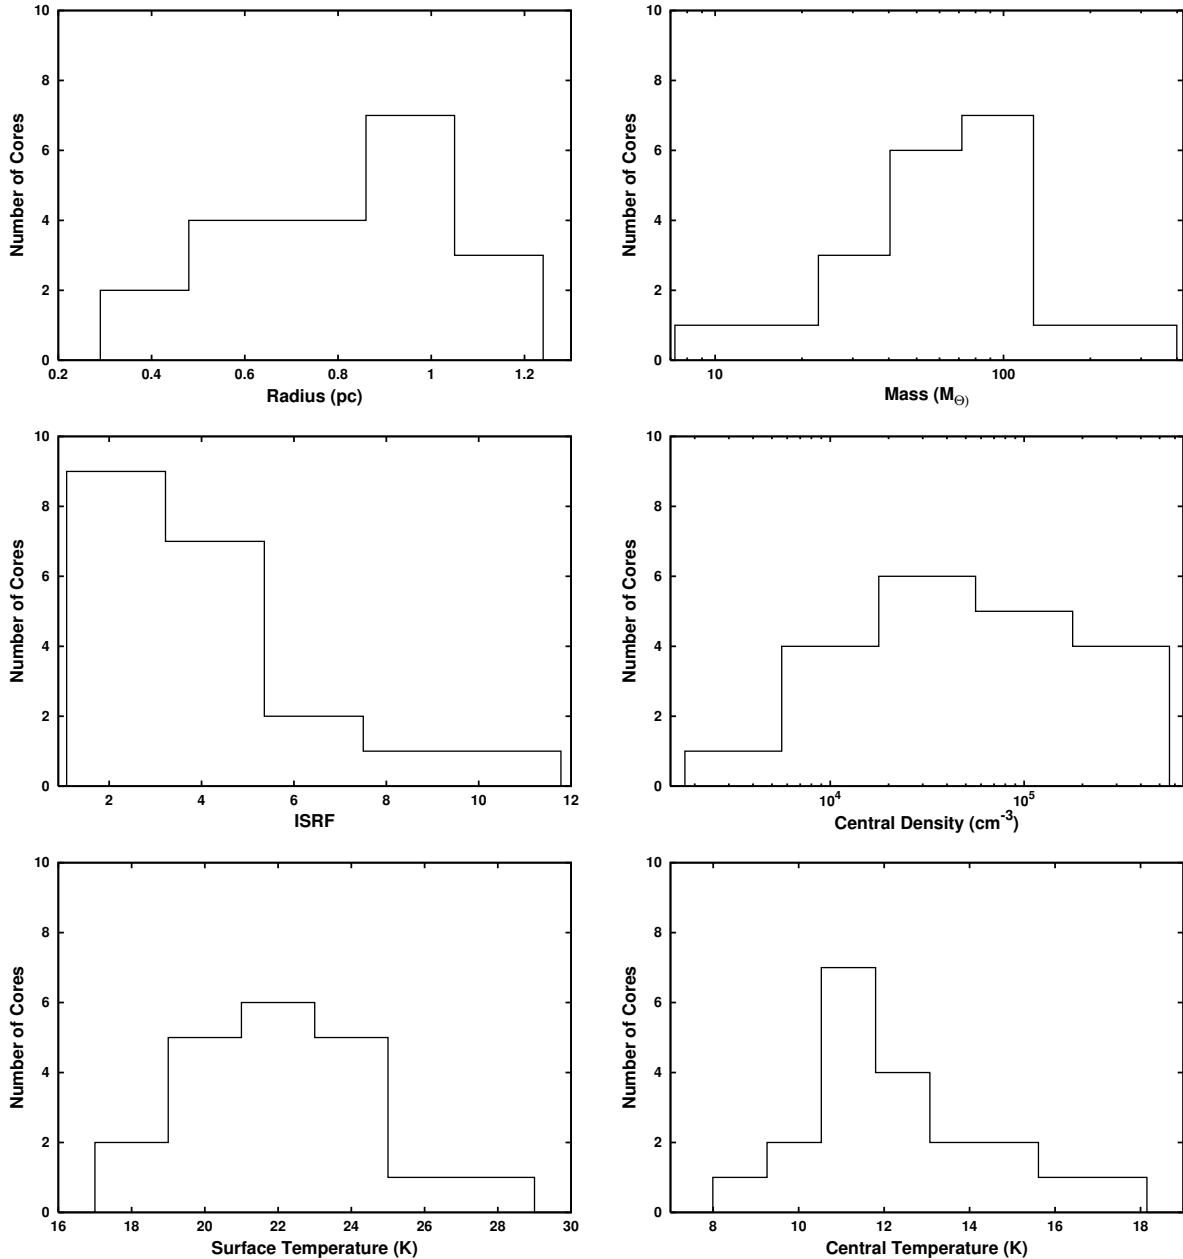 10
8
6
4
2
0
Number of Cores
0.2 0.4 0.6 0.8 1 1.2
Radius (pc)
10
8
6
4
2
0
Number of Cores
10 100
Mass (M_Θ)
10
8
6
4
2
0
Number of Cores
2 4 6 8 10 12
ISRF
10
8
6
4
2
0
Number of Cores
10^4 10^5
Central Density (cm^-3)
10
8
6
4
2
0
Number of Cores
16 18 20 22 24 26 28 30
Surface Temperature (K)
10
8
6
4
2
0
Number of Cores
8 10 12 14 16 18
Central Temperature (K)